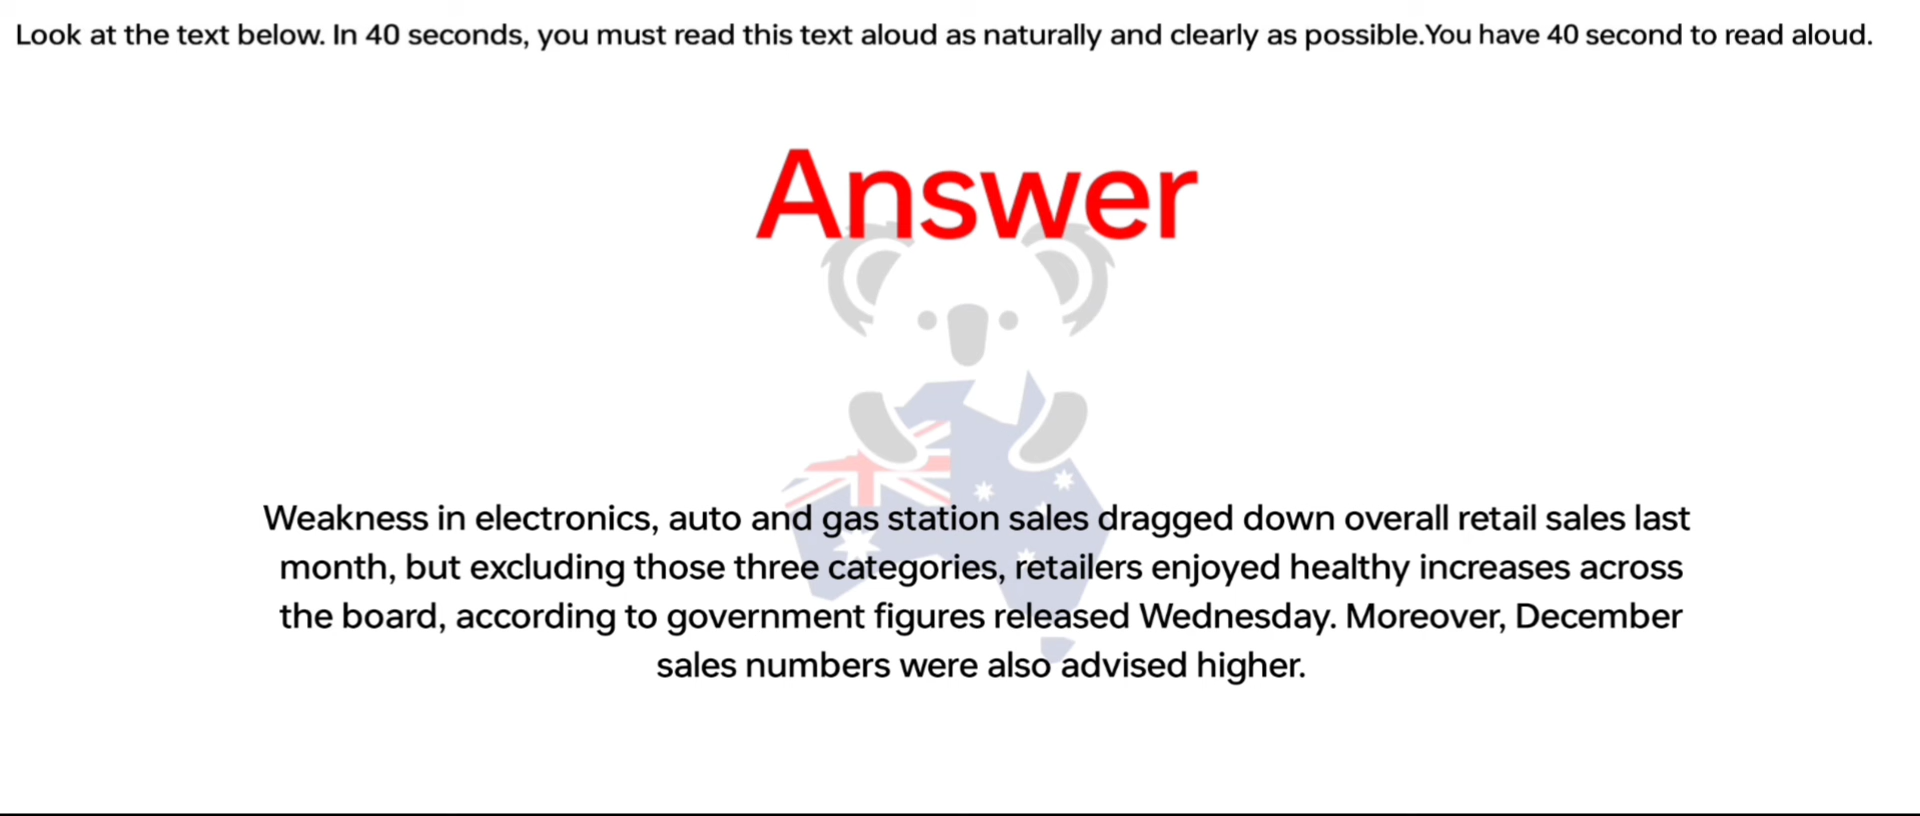 Look at the text below. In 40 seconds, you must read this text aloud as naturally and clearly as possible.You have 40 second to read aloud.
Answer
Weakness in electronics, auto and gas station sales dragged down overall retail sales last
month, but excluding those three categories, retailers enjoyed healthy increases across
the board, according to government figures released Wednesday. Moreover, December
sales numbers were also advised higher.